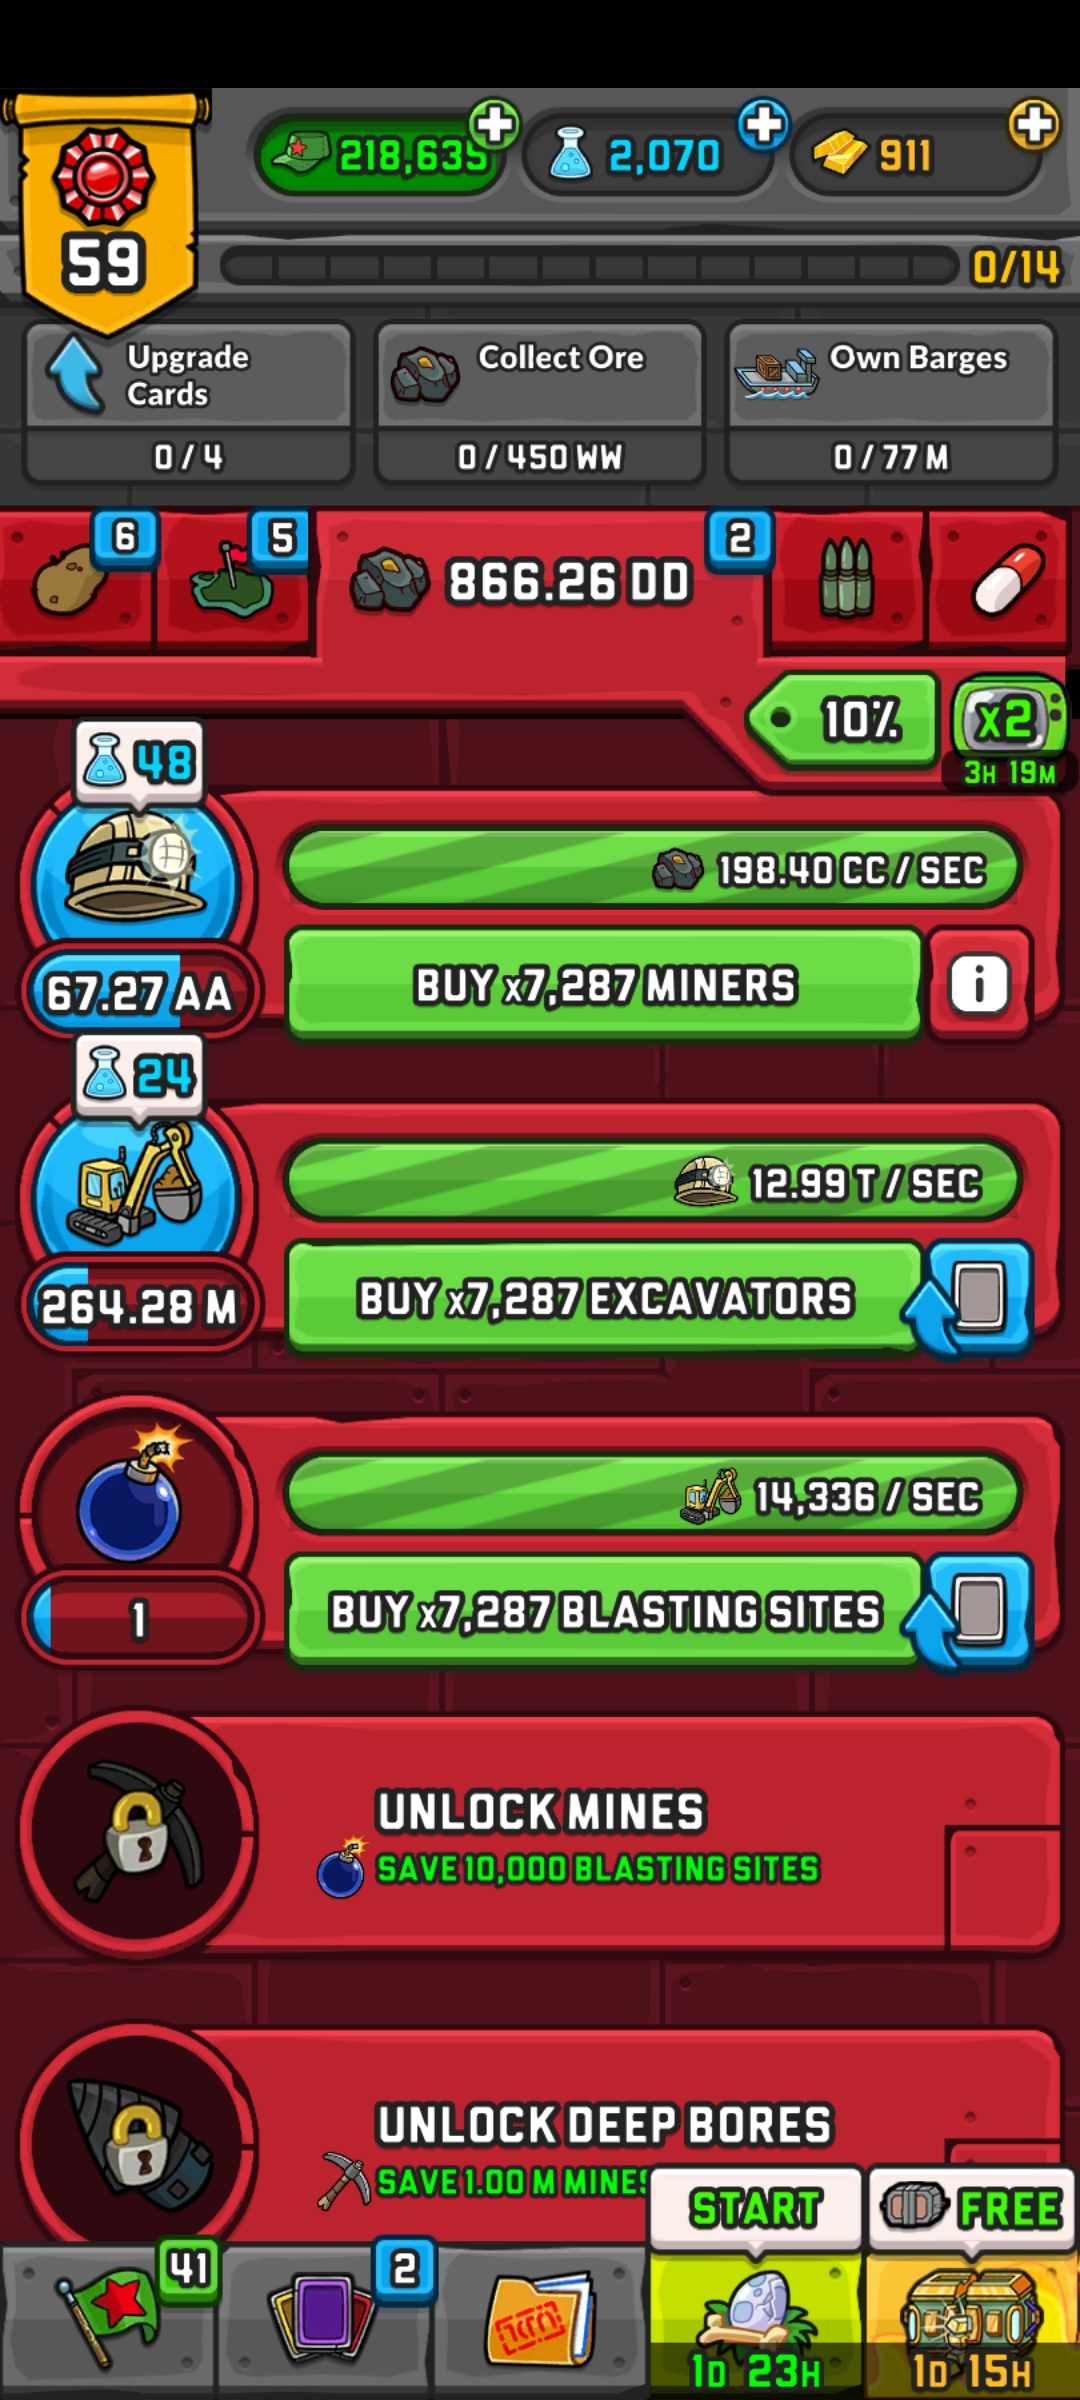 218,635
2,070
911
59
0/14
Upgrade
Cards
0 / 4
Collect Ore
0 / 450 WW
Own Barges
0 / 77 M
6
5
866.26 DD
2
10%
x2
3H 19M
48
198.40 CC / SEC
67.27 AA
BUY x7,287 MINERS
i
24
12.99 T / SEC
264.28 M
BUY x7,287 EXCAVATORS
14,336 / SEC
1
BUY x7,287 BLASTING SITES
UNLOCK MINES
SAVE 10,000 BLASTING SITES
UNLOCK DEEP BORES
SAVE 1.00 M MINES
START
FREE
41
2
1D 23H
1D 15H